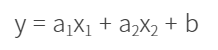 y = a₁x₁ + a₂x₂ + b